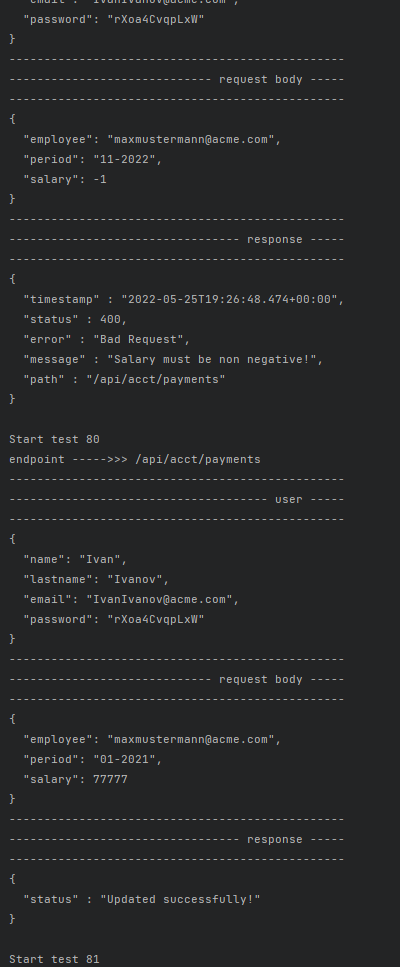 "email": "IvanIvanov@acme.com",
  "password": "rXoa4CvqpLxW"
}
------------------------------------------------
----------------------------- request body -----
------------------------------------------------
{
  "employee": "maxmustermann@acme.com",
  "period": "11-2022",
  "salary": -1
}
------------------------------------------------
--------------------------------- response -----
------------------------------------------------
{
  "timestamp" : "2022-05-25T19:26:48.474+00:00",
  "status" : 400,
  "error" : "Bad Request",
  "message" : "Salary must be non negative!",
  "path" : "/api/acct/payments"
}

Start test 80
endpoint ----->>> /api/acct/payments
------------------------------------------------
------------------------------------- user -----
------------------------------------------------
{
  "name": "Ivan",
  "lastname": "Ivanov",
  "email": "IvanIvanov@acme.com",
  "password": "rXoa4CvqpLxW"
}
------------------------------------------------
----------------------------- request body -----
------------------------------------------------
{
  "employee": "maxmustermann@acme.com",
  "period": "01-2021",
  "salary": 77777
}
------------------------------------------------
--------------------------------- response -----
------------------------------------------------
{
  "status" : "Updated successfully!"
}

Start test 81